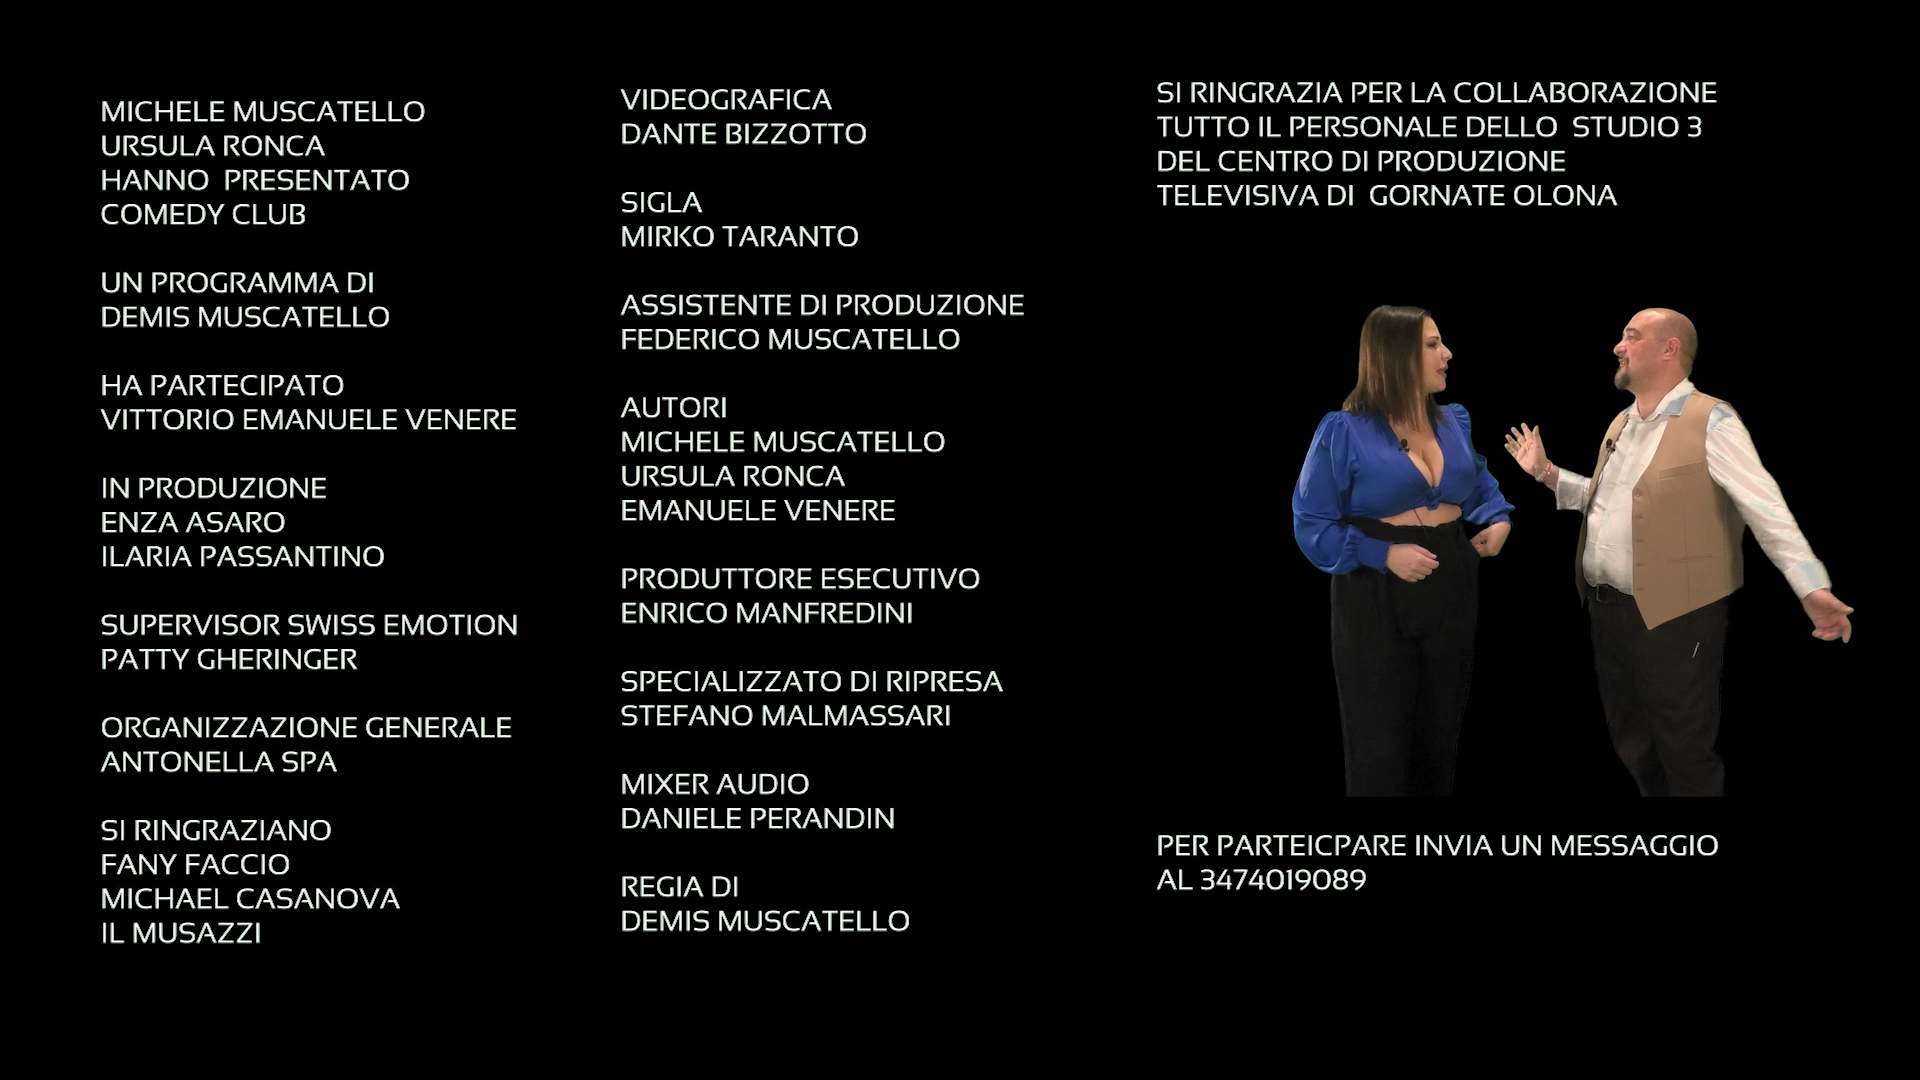 MICHELE MUSCATELLO
URSULA RONCA
HANNO PRESENTATO
COMEDY CLUB
UN PROGRAMMA DI
DEMIS MUSCATELLO
HA PARTECIPATO
VITTORIO EMANUELE VENERE
IN PRODUZIONE
ENZA ASARO
ILARIA PASSANTINO
SUPERVISOR SWISS EMOTION
PATTY GHERINGER
ORGANIZZAZIONE GENERALE
ANTONELLA SPA
SI RINGRAZIANO
FANY FACCIO
MICHAEL CASANOVA
IL MUSAZZI
VIDEOGRAFICA
DANTE BIZZOTTO
SIGLA
MIRKO TARANTO
ASSISTENTE DI PRODUZIONE
FEDERICO MUSCATELLO
AUTORI
MICHELE MUSCATELLO
URSULA RONCA
EMANUELE VENERE
PRODUTTORE ESECUTIVO
ENRICO MANFREDINI
SPECIALIZZATO DI RIPRESA
STEFANO MALMASSARI
MIXER AUDIO
DANIELE PERANDIN
REGIA DI
DEMIS MUSCATELLO
SI RINGRAZIA PER LA COLLABORAZIONE
TUTTO IL PERSONALE DELLO STUDIO 3
DEL CENTRO DI PRODUZIONE
TELEVISIVA DI GORNATE OLONA
PER PARTEICPARE INVIA UN MESSAGGIO
AL 3474019089